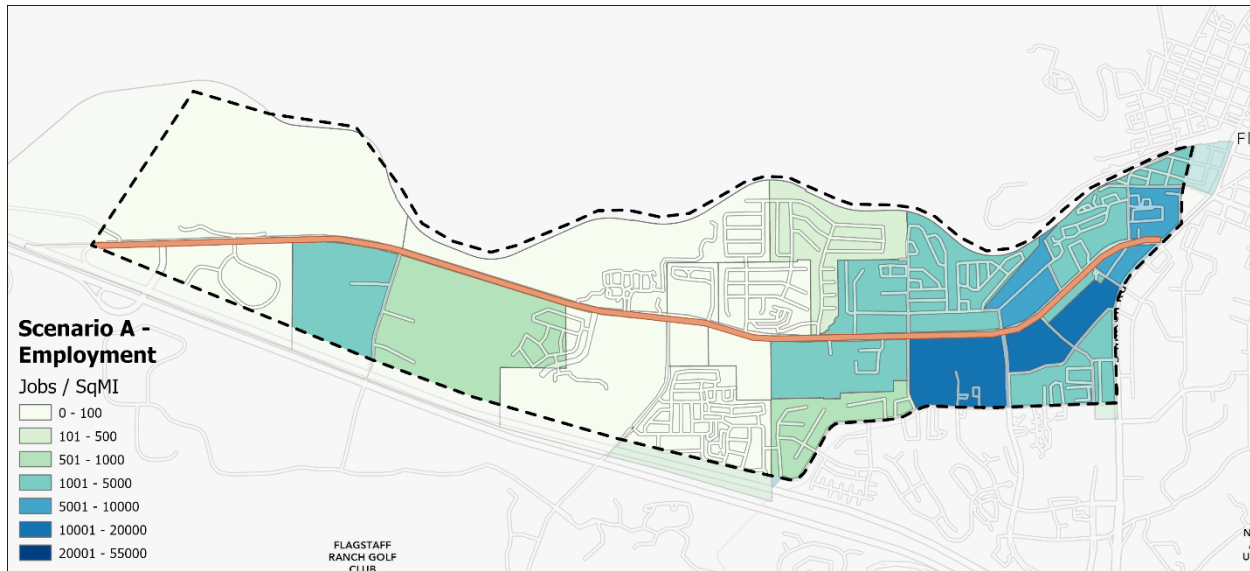 Fl
Scenario A -
Employment
Jobs / SqMI
0 - 100
101 - 500
501 - 1000
1001 - 5000
5001 - 10000
10001 - 20000
20001 - 55000
FLAGSTAFF
RANCH GOLF
CLUB
N
U